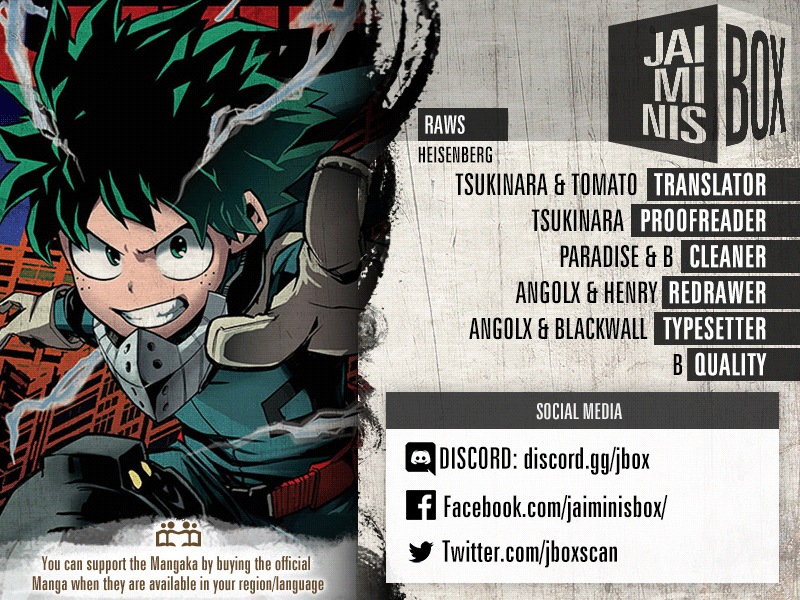 JAI
MI
NIS
BOX
RAWS
HEISENBERG
TSUKINARA & TOMATO TRANSLATOR
TSUKINARA PROOFREADER
PARADISE & B CLEANER
ANGOLX & HENRY REDRAWER
ANGOLX & BLACKWALL TYPESETTER
B QUALITY
SOCIAL MEDIA
DISCORD: discord.gg/jbox
Facebook.com/jaiminisbox/
Twitter.com/jboxscan
You can support the Mangaka by buying the official
Manga when they are available in your region/language